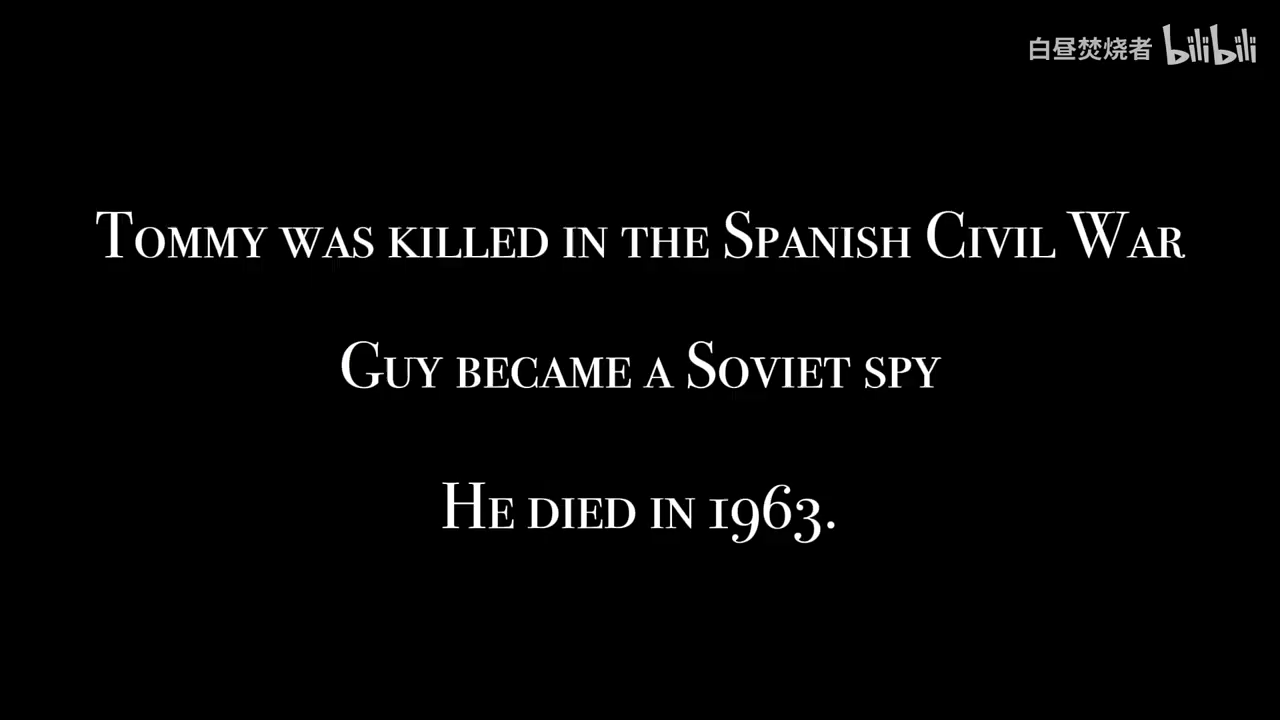 白昼焚烧者 bilibili
Tommy was killed in the Spanish Civil War
Guy became a Soviet spy
He died in 1963.